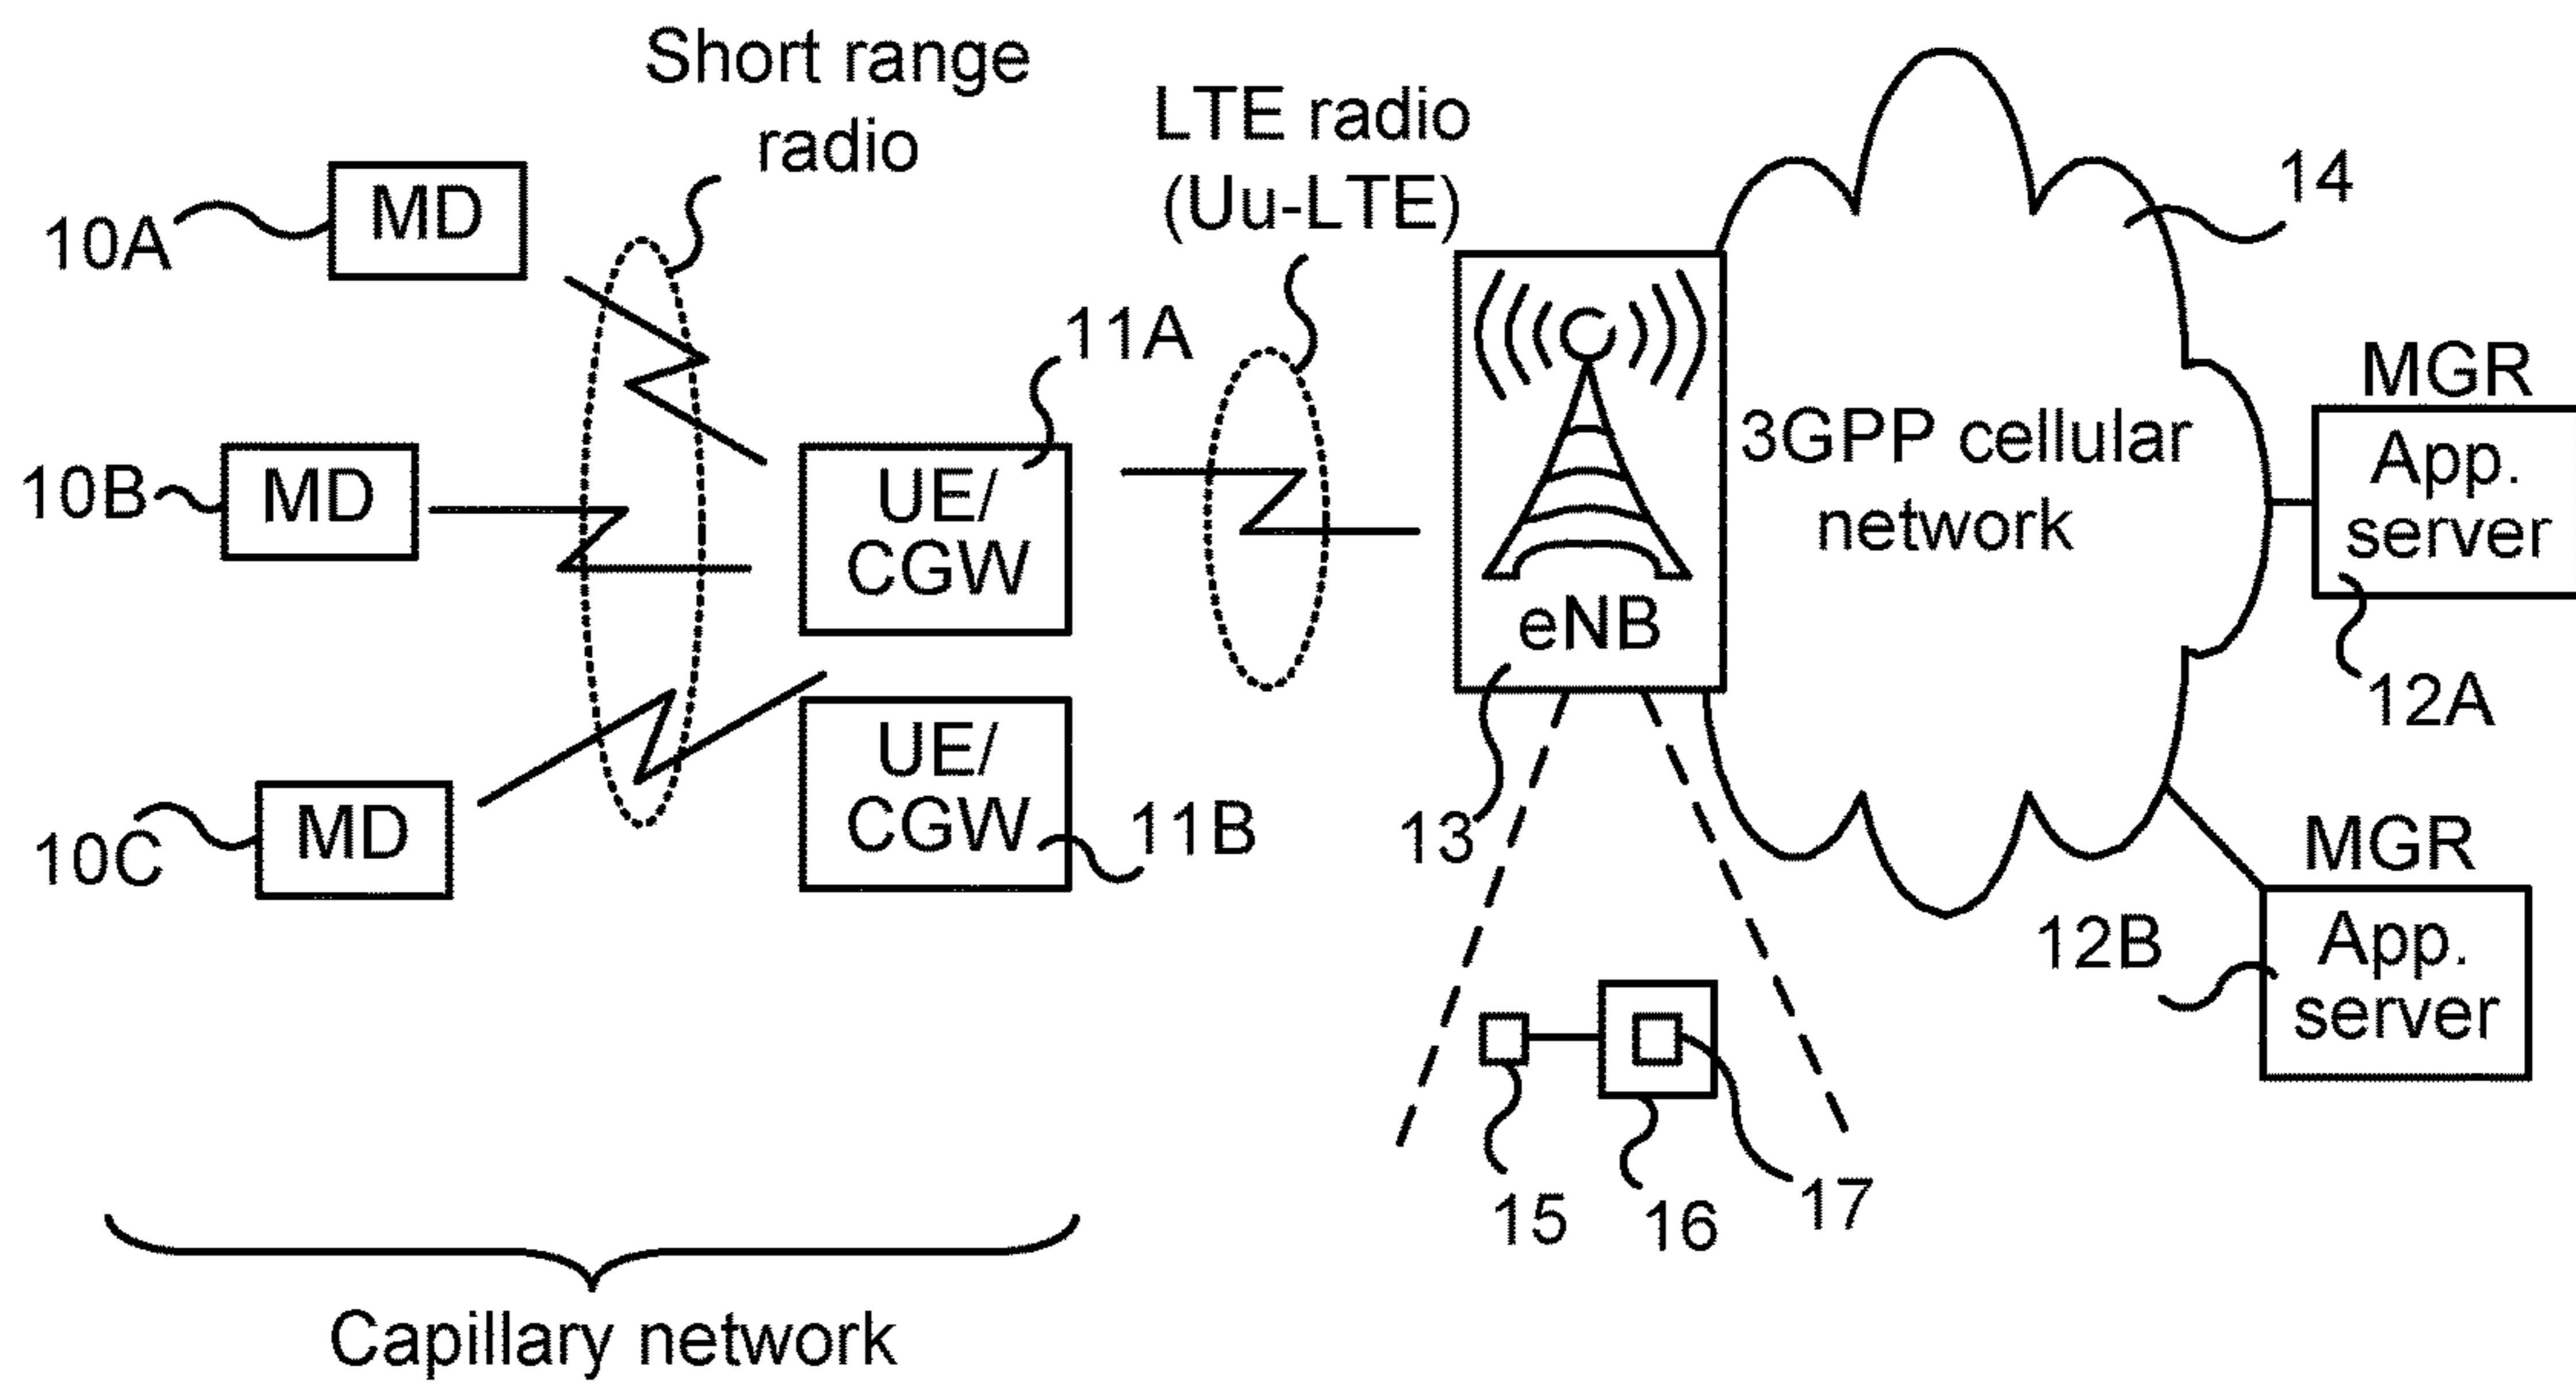 Short range
radio
LTE radio
(Uu-LTE)
14
10A
MD
11A
MGR
App.
server
12A
10B
MD
UE/
CGW
3GPP cellular
network
eNB
13
10C
MD
UE/
CGW
11B
MGR
App.
server
12B
15
16
17
Capillary network